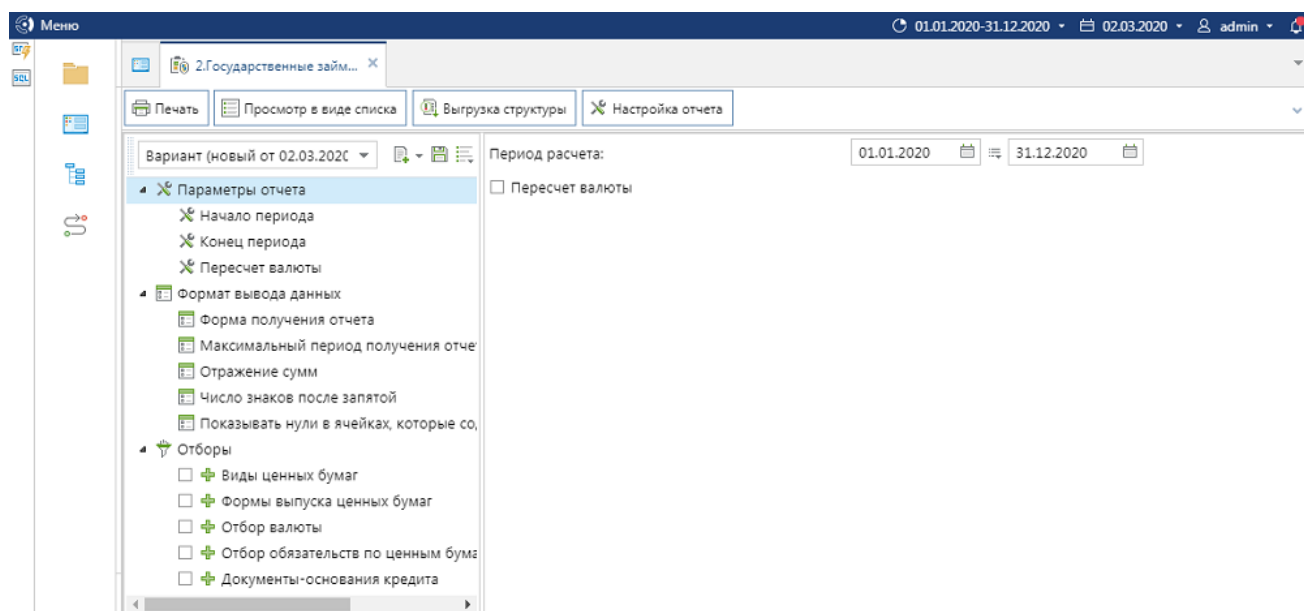 Меню 01.01.2020-31.12.2020 02.03.2020 admin
SQL
2.Государственные займ...
Печать Просмотр в виде списка Выгрузка структуры Настройка отчета
Вариант (новый от 02.03.202 Период расчета: 01.01.2020 31.12.2020
Параметры отчета Пересчет валюты
Начало периода
Конец периода
Пересчет валюты
Формат вывода данных
Форма получения отчета
Максимальный период получения отче
Отражение сумм
Число знаков после запятой
Показывать нули в ячейках, которые со
Отборы
Виды ценных бумаг
Формы выпуска ценных бумаг
Отбор валюты
Отбор обязательств по ценным бума
Документы-основания кредита